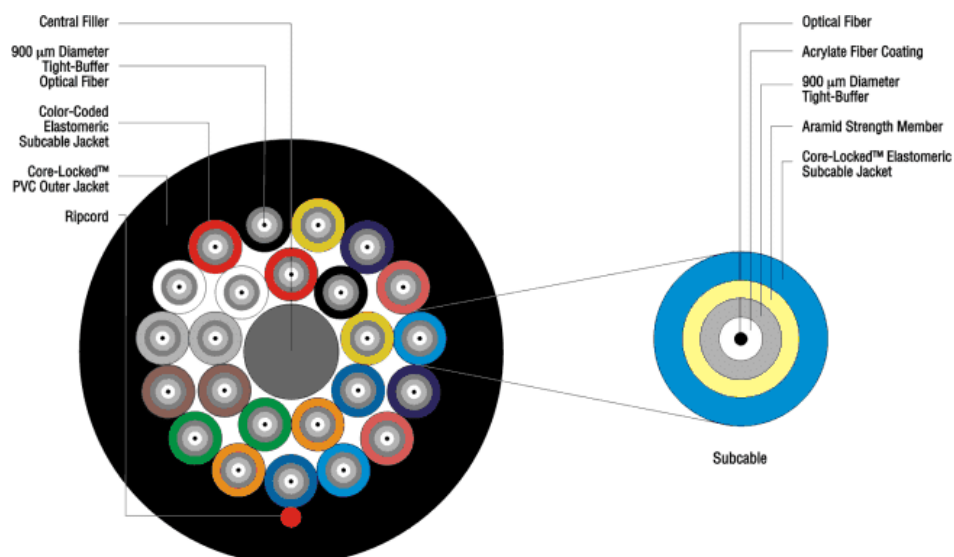 Central Filler
900 μm Diameter
Tight-Buffer
Optical Fiber
Color-Coded
Elastomeric
Subcable Jacket
Core-Locked™
PVC Outer Jacket
Ripcord
Optical Fiber
Acrylate Fiber Coating
900 μm Diameter
Tight-Buffer
Aramid Strength Member
Core-Locked™ Elastomeric
Subcable Jacket
Subcable